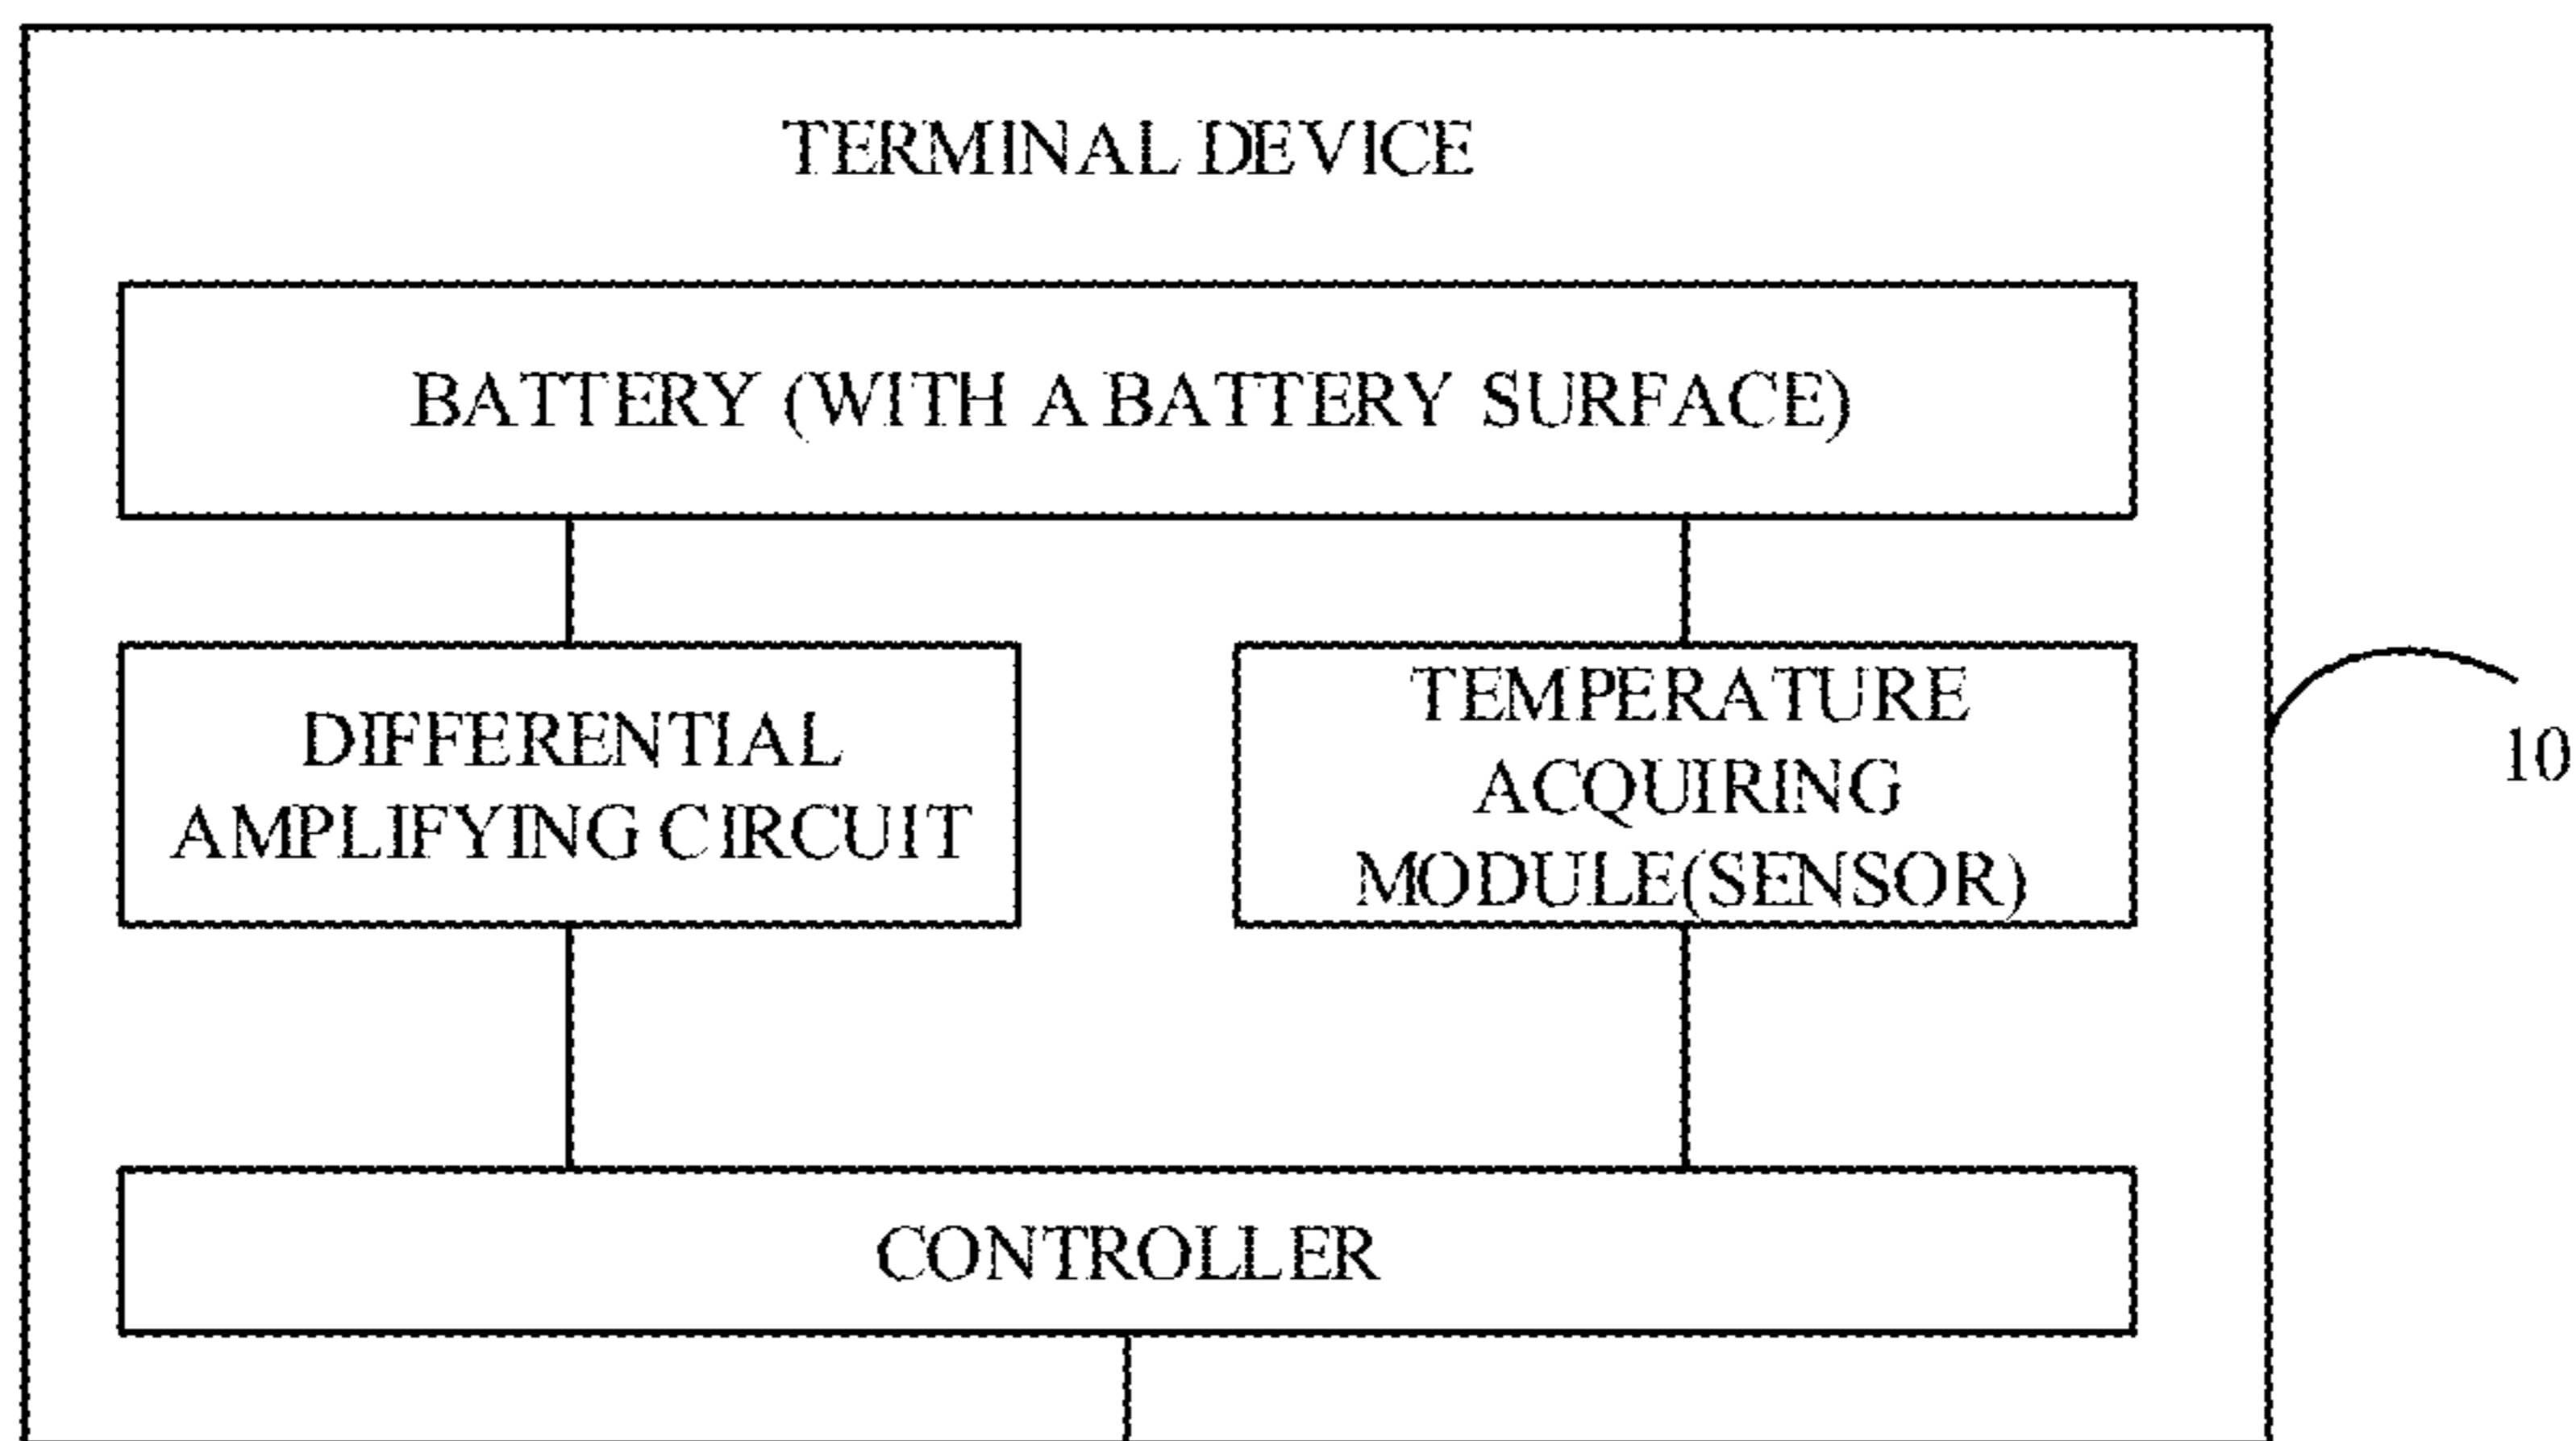 TERMINAL DEVICE
BATTERY (WITH A BATTERY SURFACE)
DIFFERENTIAL
AMPLIFYING CIRCUIT
TEMPERATURE
ACQUIRING
MODULE(SENSOR)
10
CONTROLLER